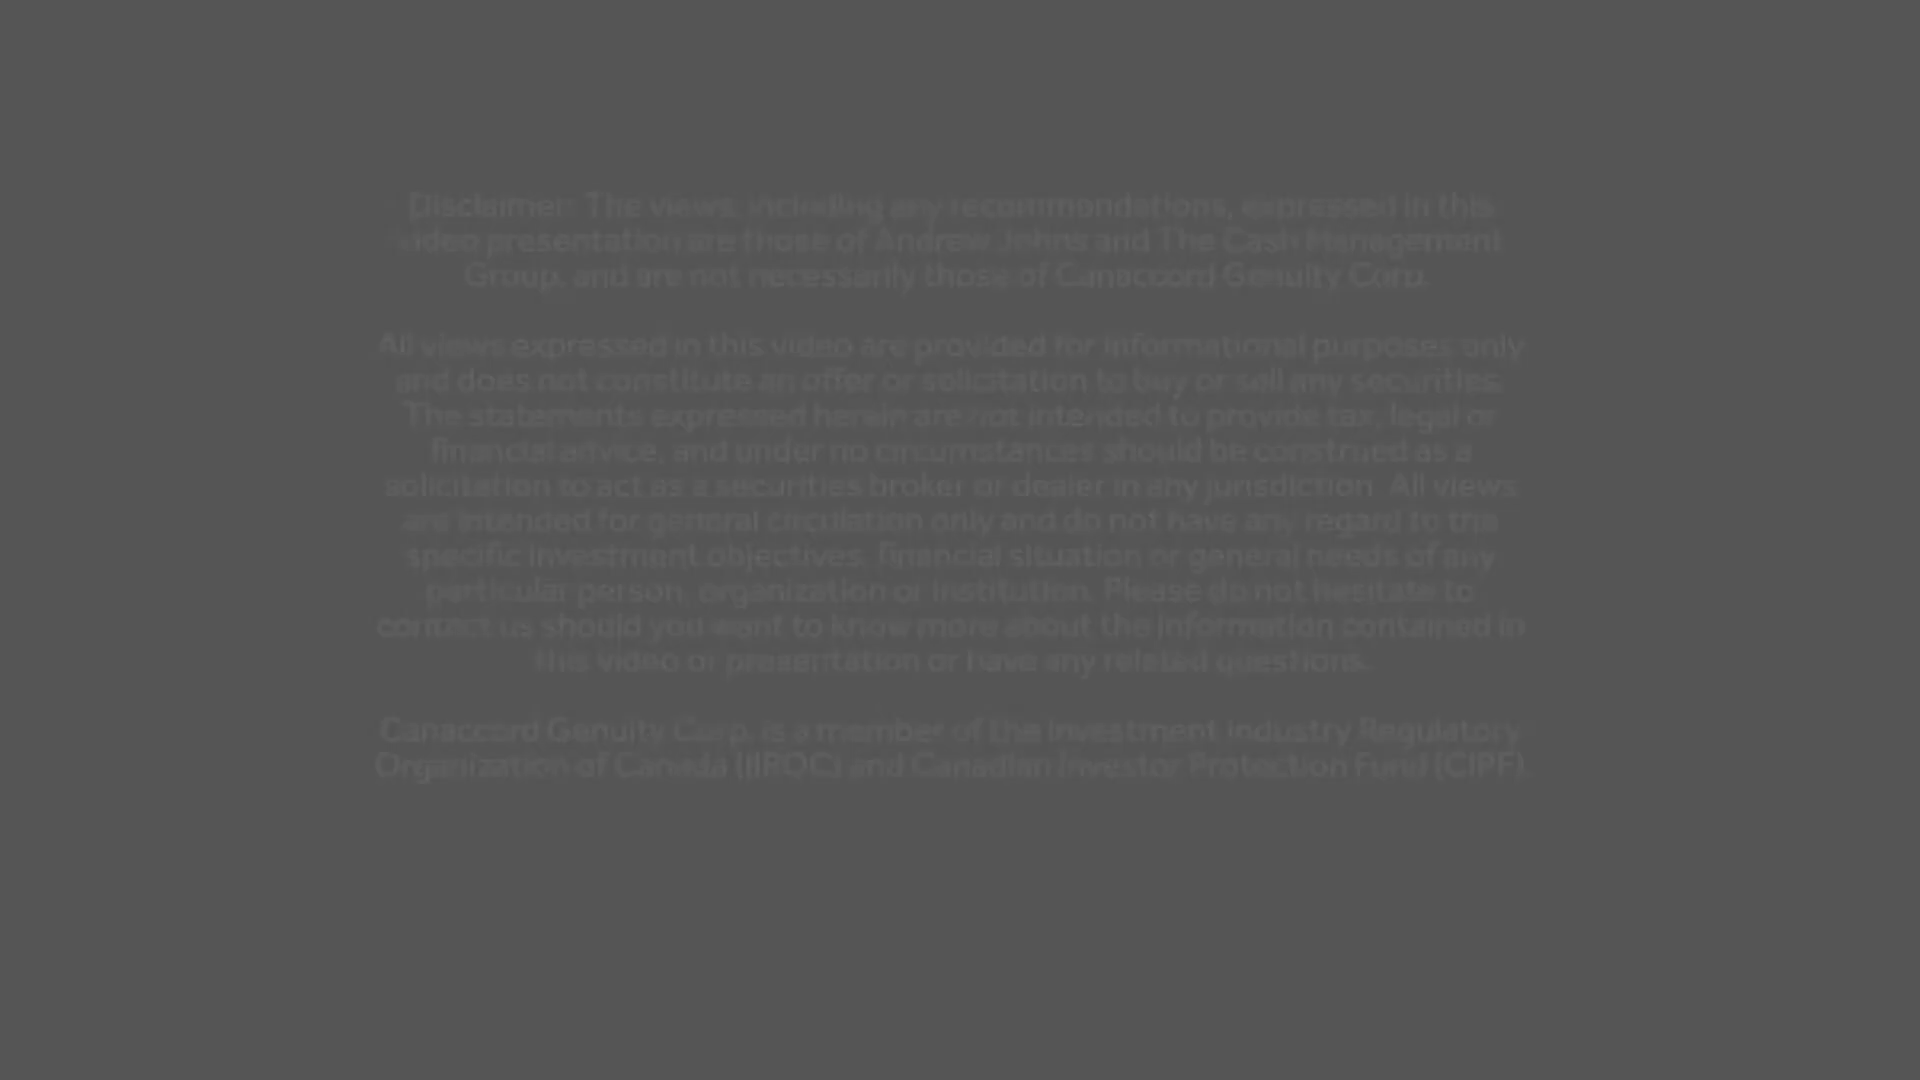 Disclaimer: The views, including any recommendations, expressed in this
video presentation are those of Andrew Johns and The Cash Management
Group, and are not necessarily those of Canaccord Genuity Corp.
All views expressed in this video are provided for informational purposes only
and does not constitute an offer or solicitation to buy or sell any securities.
The statements expressed herein are not intended to provide tax, legal or
financial advice, and under no circumstances should be construed as a
solicitation to act as a securities broker or dealer in any jurisdiction. All views
are intended for general circulation only and do not have any regard to the
specific investment objectives, financial situation or general needs of any
particular person, organization or institution. Please do not hesitate to
contact us should you want to know more about the information contained in
this video or presentation or have any related questions.
Canaccord Genuity Corp. is a member of the Investment Industry Regulatory
Organization of Canada (IIROC) and Canadian Investor Protection Fund (CIPF).